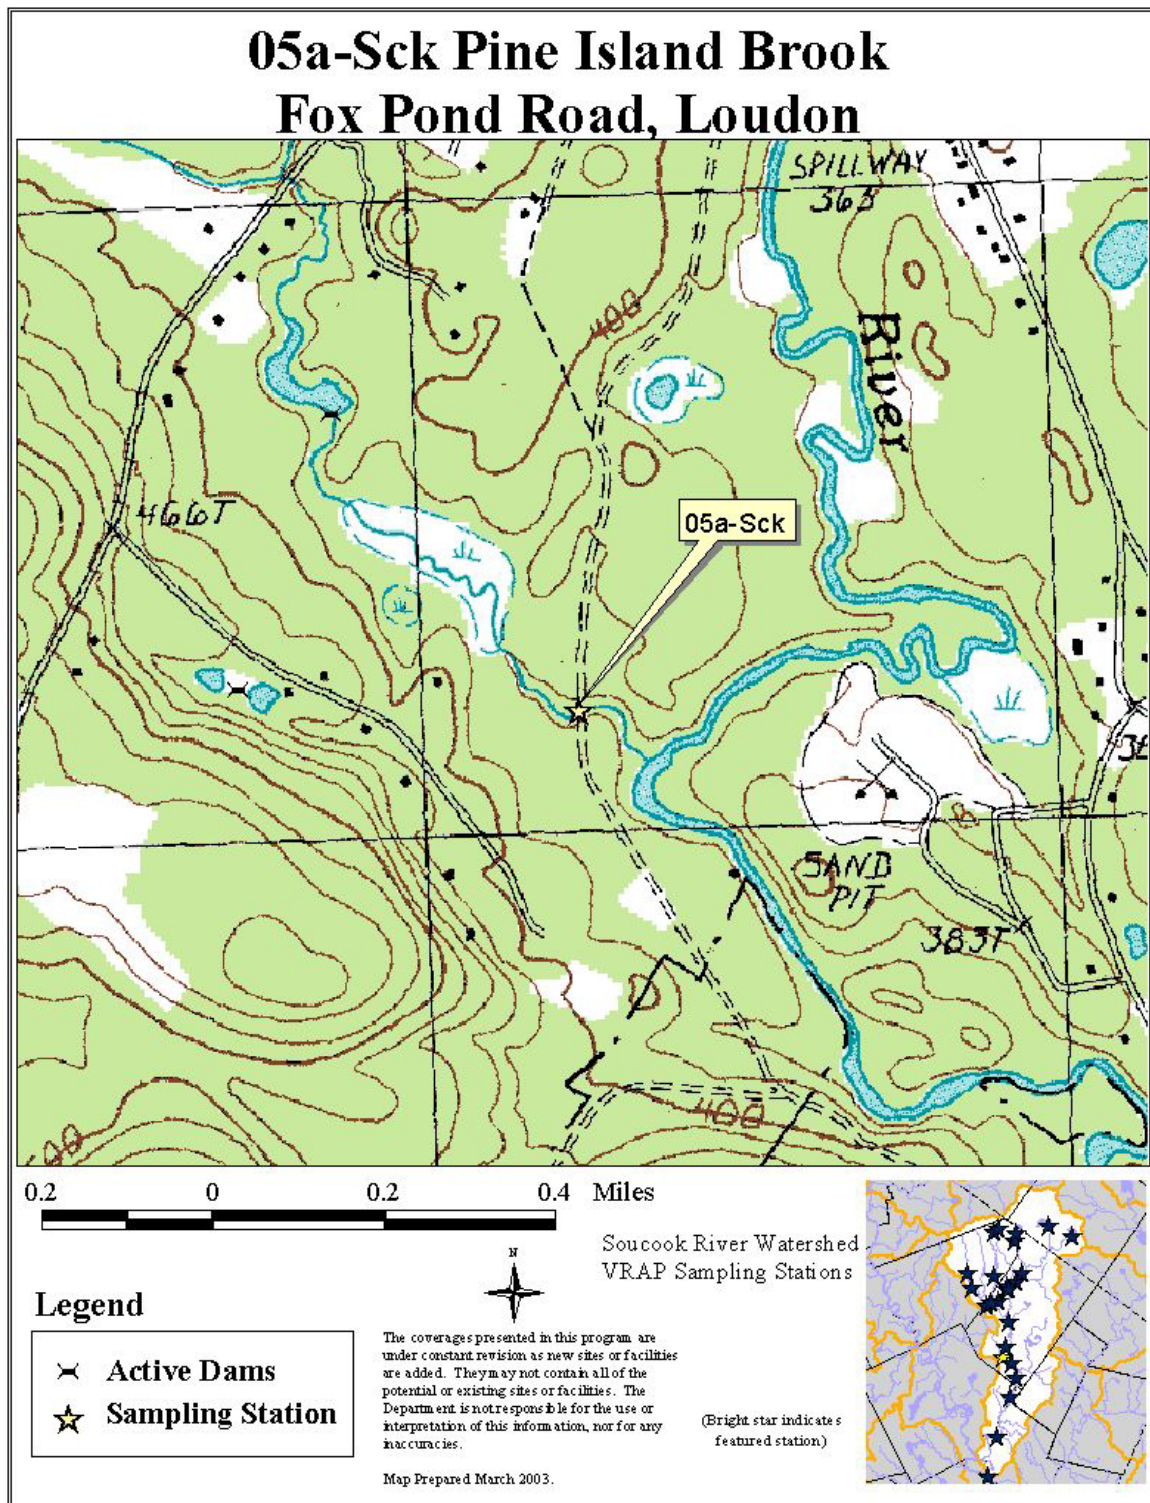 05a-Sck Pine Island Brook
Fox Pond Road, Loudon
SPILLWAY
363
400
River
466T
05a-Sck
SAND
PIT
383T
400
0.2 0 0.2 0.4 Miles
N
Soucook River Watershed
VRAP Sampling Stations
Legend
Active Dams
Sampling Station
The coverages presented in this program are
under constant revision as new sites or facilities
are added. They may not contain all of the
potential or existing sites or facilities. The
Department is not responsible for the use or
interpretation of this information, nor for any
inaccuracies.
Map Prepared March 2003.
(Bright star indicates
featured station)